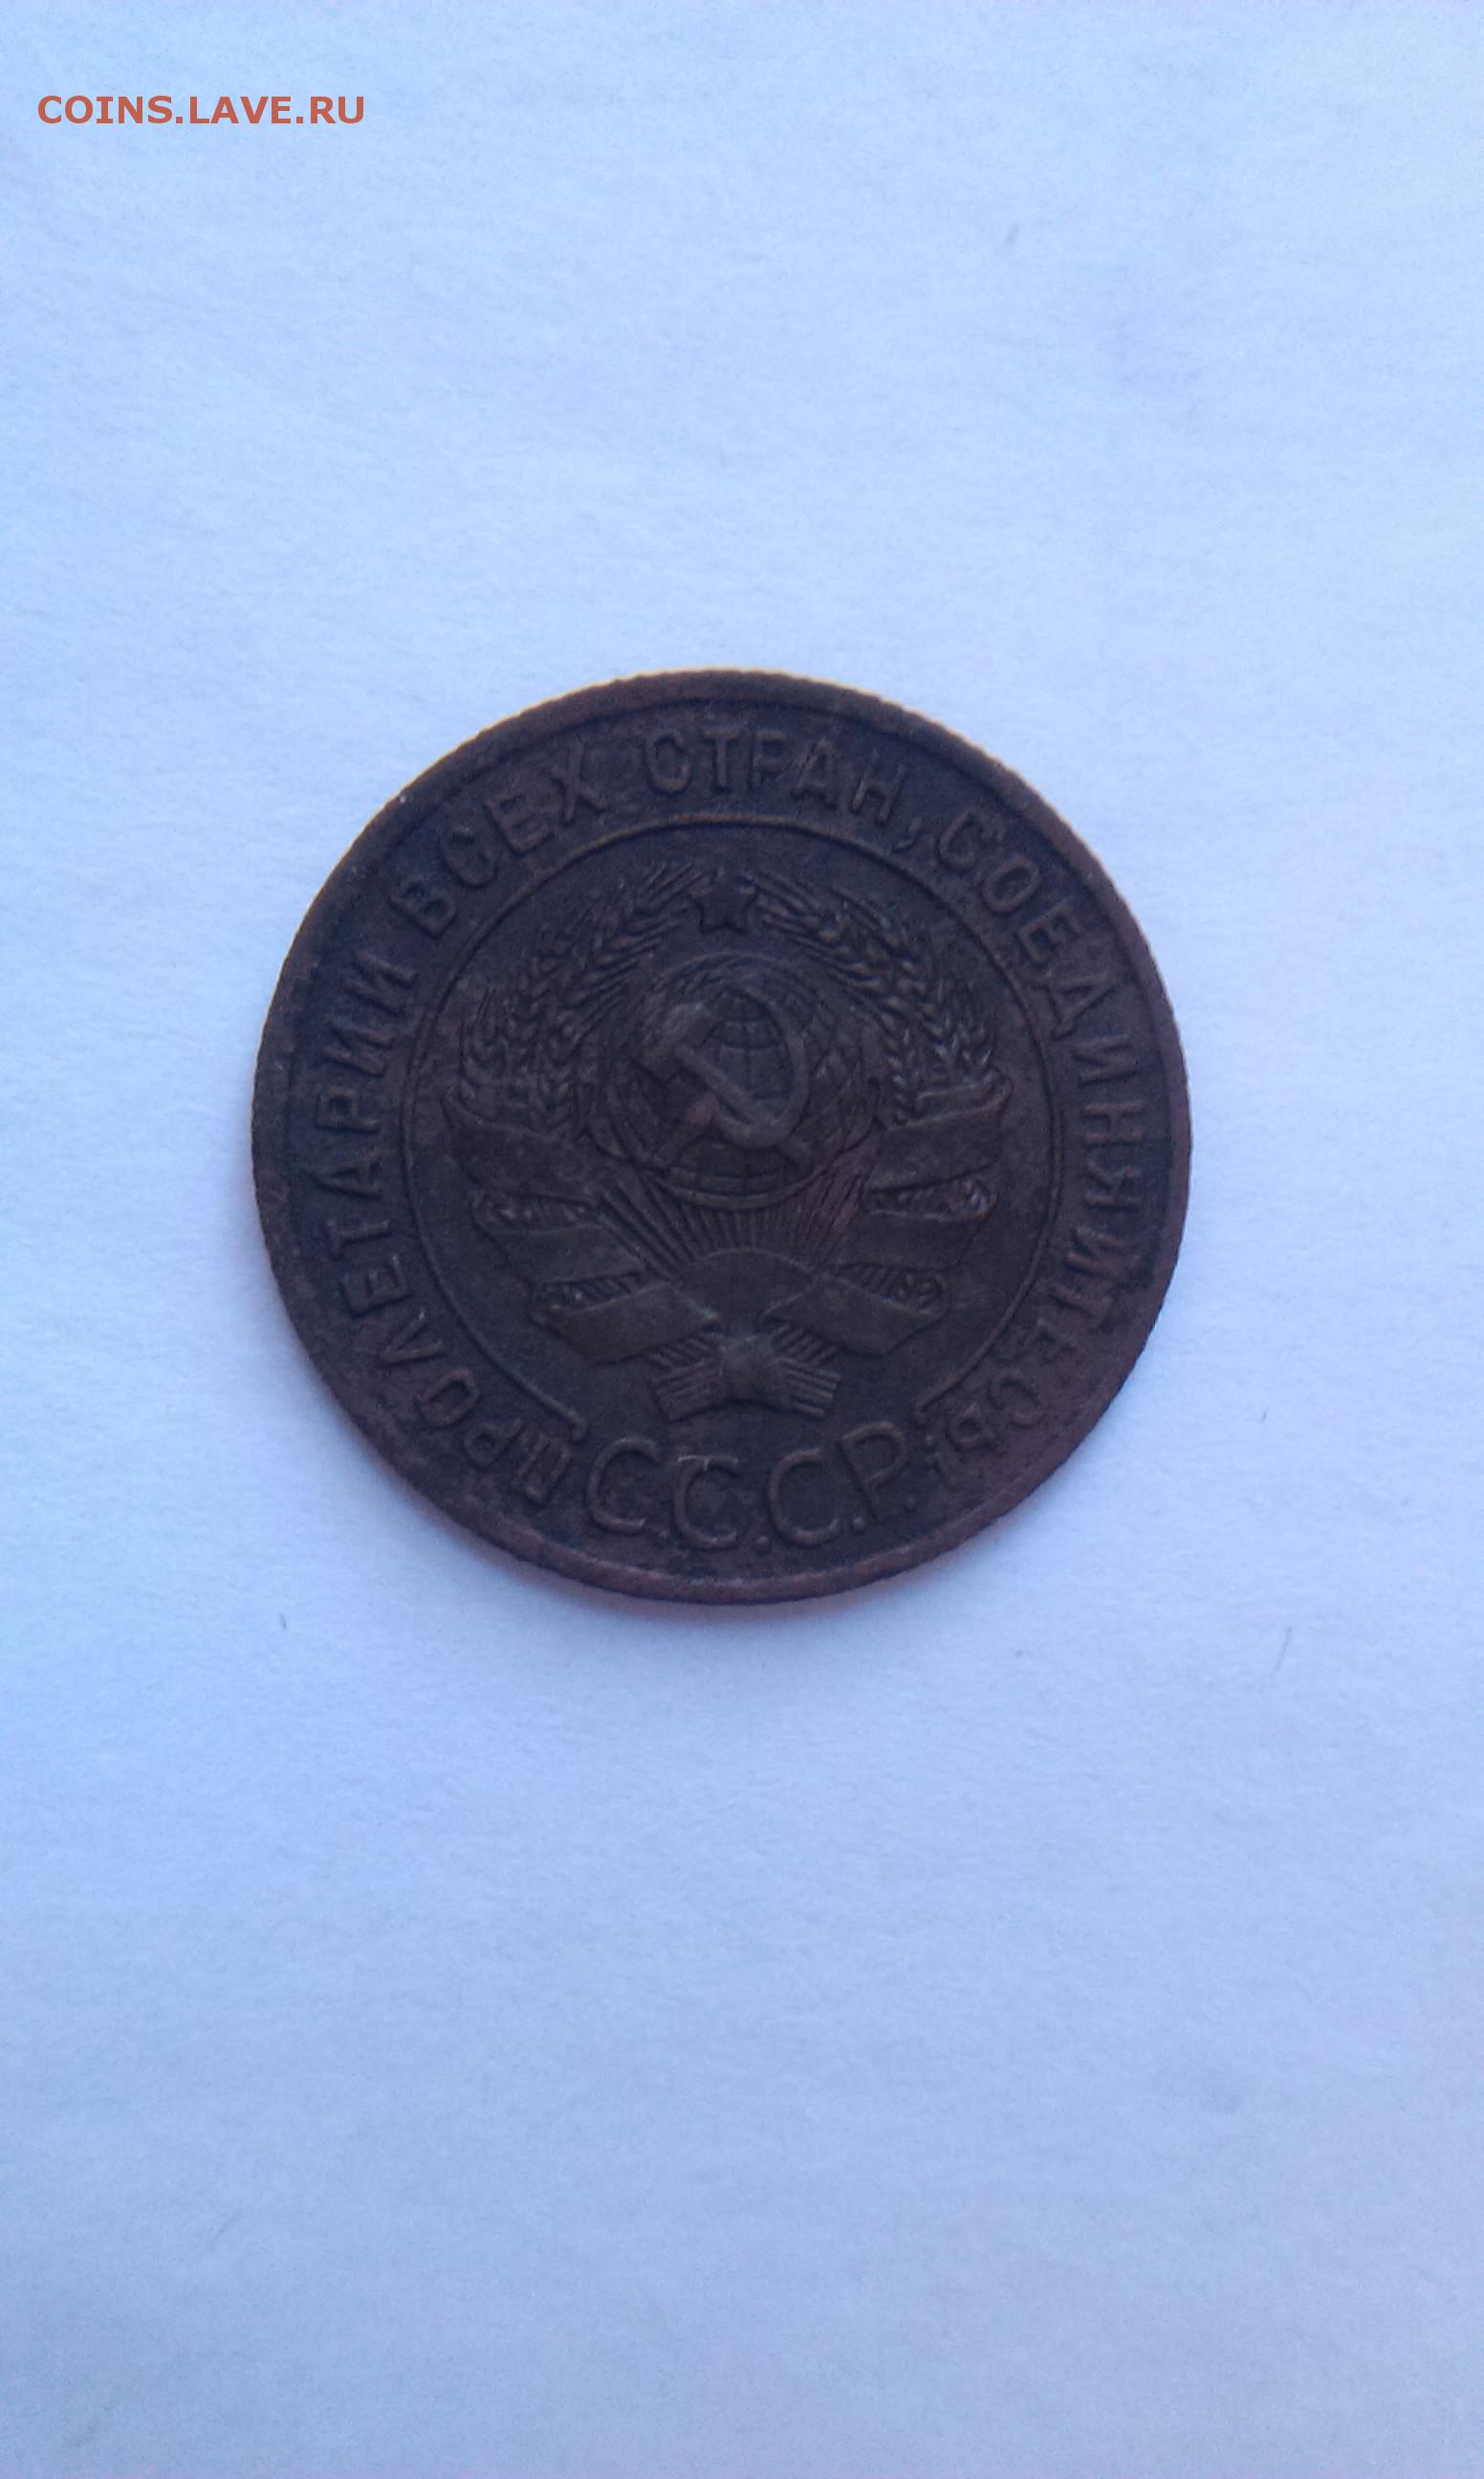 COINS.LAVE.RU
ПРОЛЕТАРИИ ВСЕХ СТРАН, СОЕДИНЯЙТЕСЬ!
С.С.С.Р.